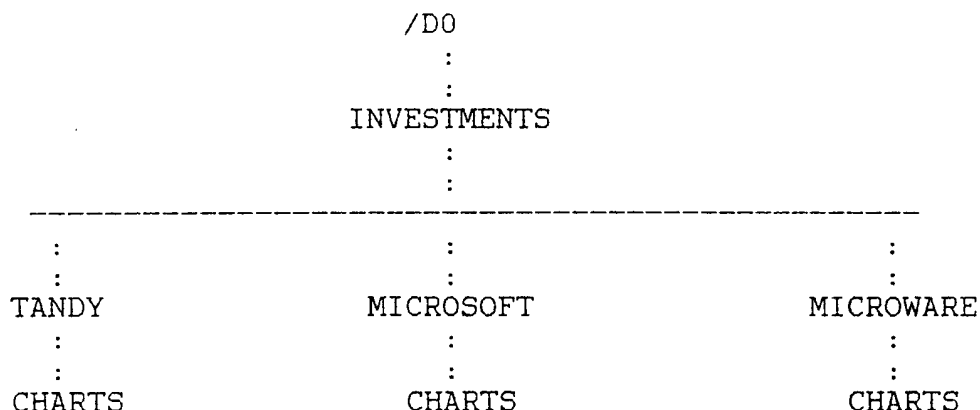 /D0
INVESTMENTS
TANDY MICROSOFT MICROWARE
CHARTS CHARTS CHARTS